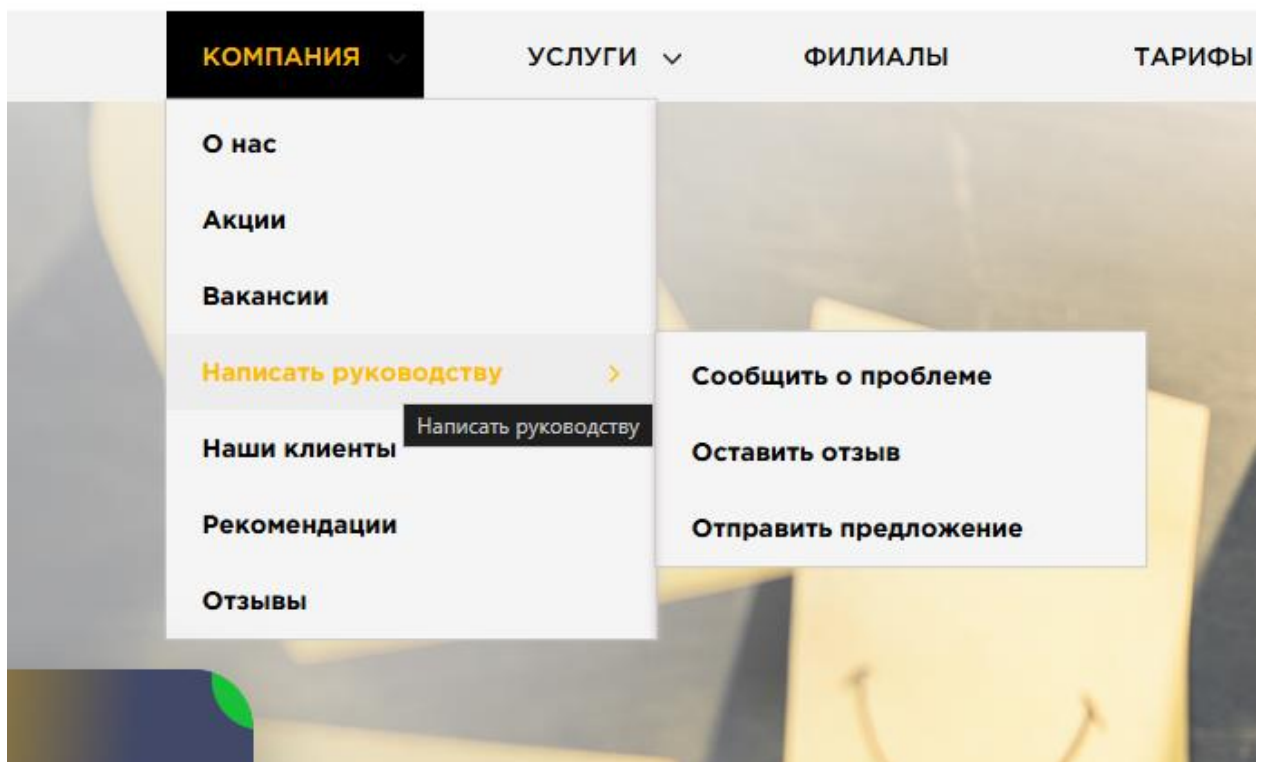 КОМПАНИЯ УСЛУГИ ФИЛИАЛЫ ТАРИФЫ
О нас
Акции
Вакансии
Написать руководству
Написать руководству
Наши клиенты
Рекомендации
Отзывы
Сообщить о проблеме
Оставить отзыв
Отправить предложение